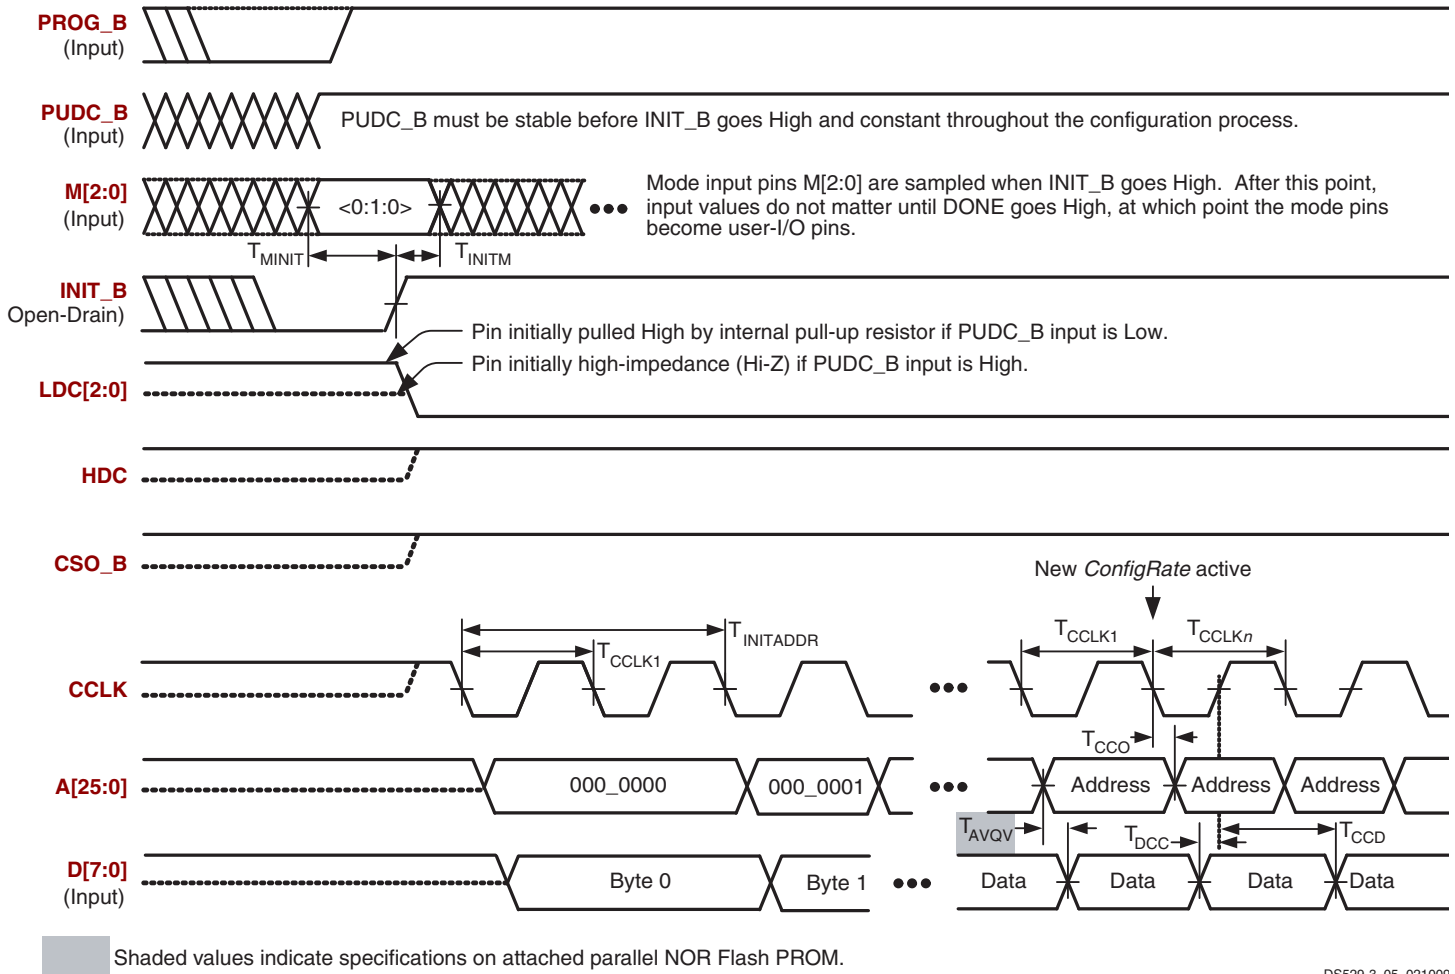 PROG_B
(Input)
PUDC_B
(Input)
PUDC_B must be stable before INIT_B goes High and constant throughout the configuration process.
M[2:0]
(Input)
<0:1:0>
Mode input pins M[2:0] are sampled when INIT_B goes High. After this point,
input values do not matter until DONE goes High, at which point the mode pins
become user-I/O pins.
TMINIT
TINITM
INIT_B
Open-Drain)
Pin initially pulled High by internal pull-up resistor if PUDC_B input is Low.
Pin initially high-impedance (Hi-Z) if PUDC_B input is High.
LDC[2:0]
HDC
CSO_B
New ConfigRate active
TINITADDR
TCCLK1
TCCLK1
TCCLKn
CCLK
TCCO
A[25:0]
000_0000
000_0001
Address
Address
Address
TAVQV
TDCC
TCCD
D[7:0]
(Input)
Byte 0
Byte 1
Data
Data
Data
Data
Shaded values indicate specifications on attached parallel NOR Flash PROM.